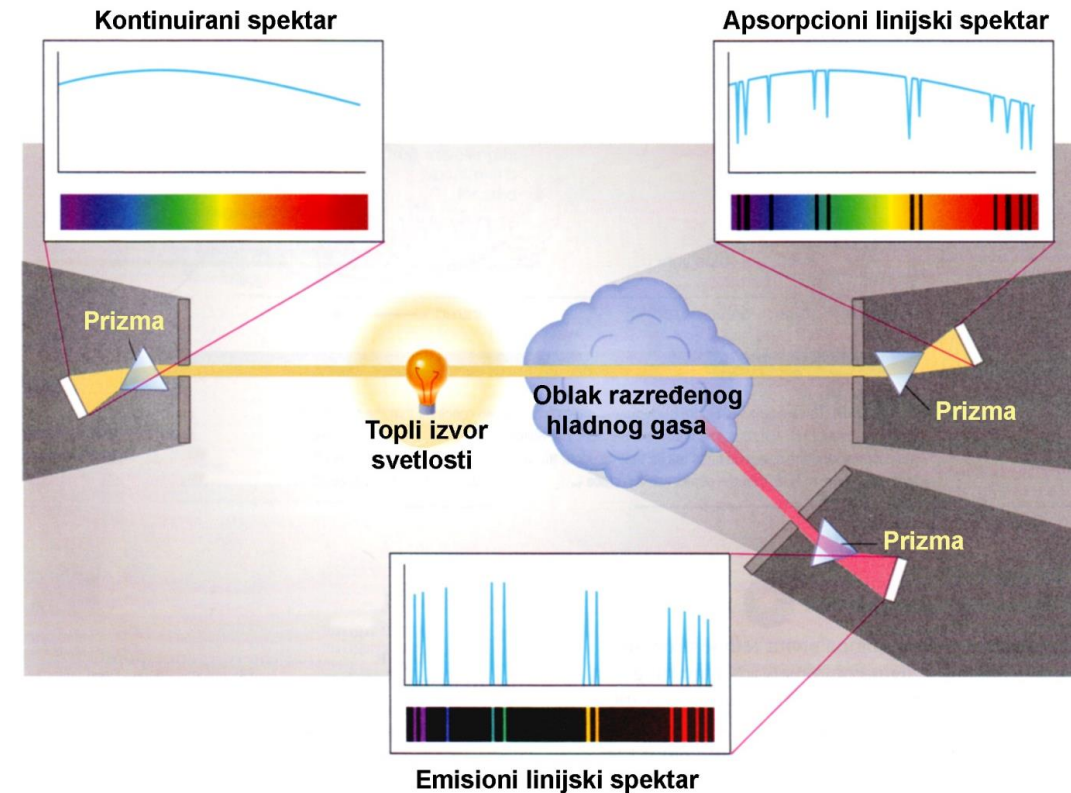 Kontinuirani spektar
Apsorpcioni linijski spektar
Prizma
Topli izvor
svetlosti
Oblak razređenog
hladnog gasa
Prizma
Prizma
Emisioni linijski spektar